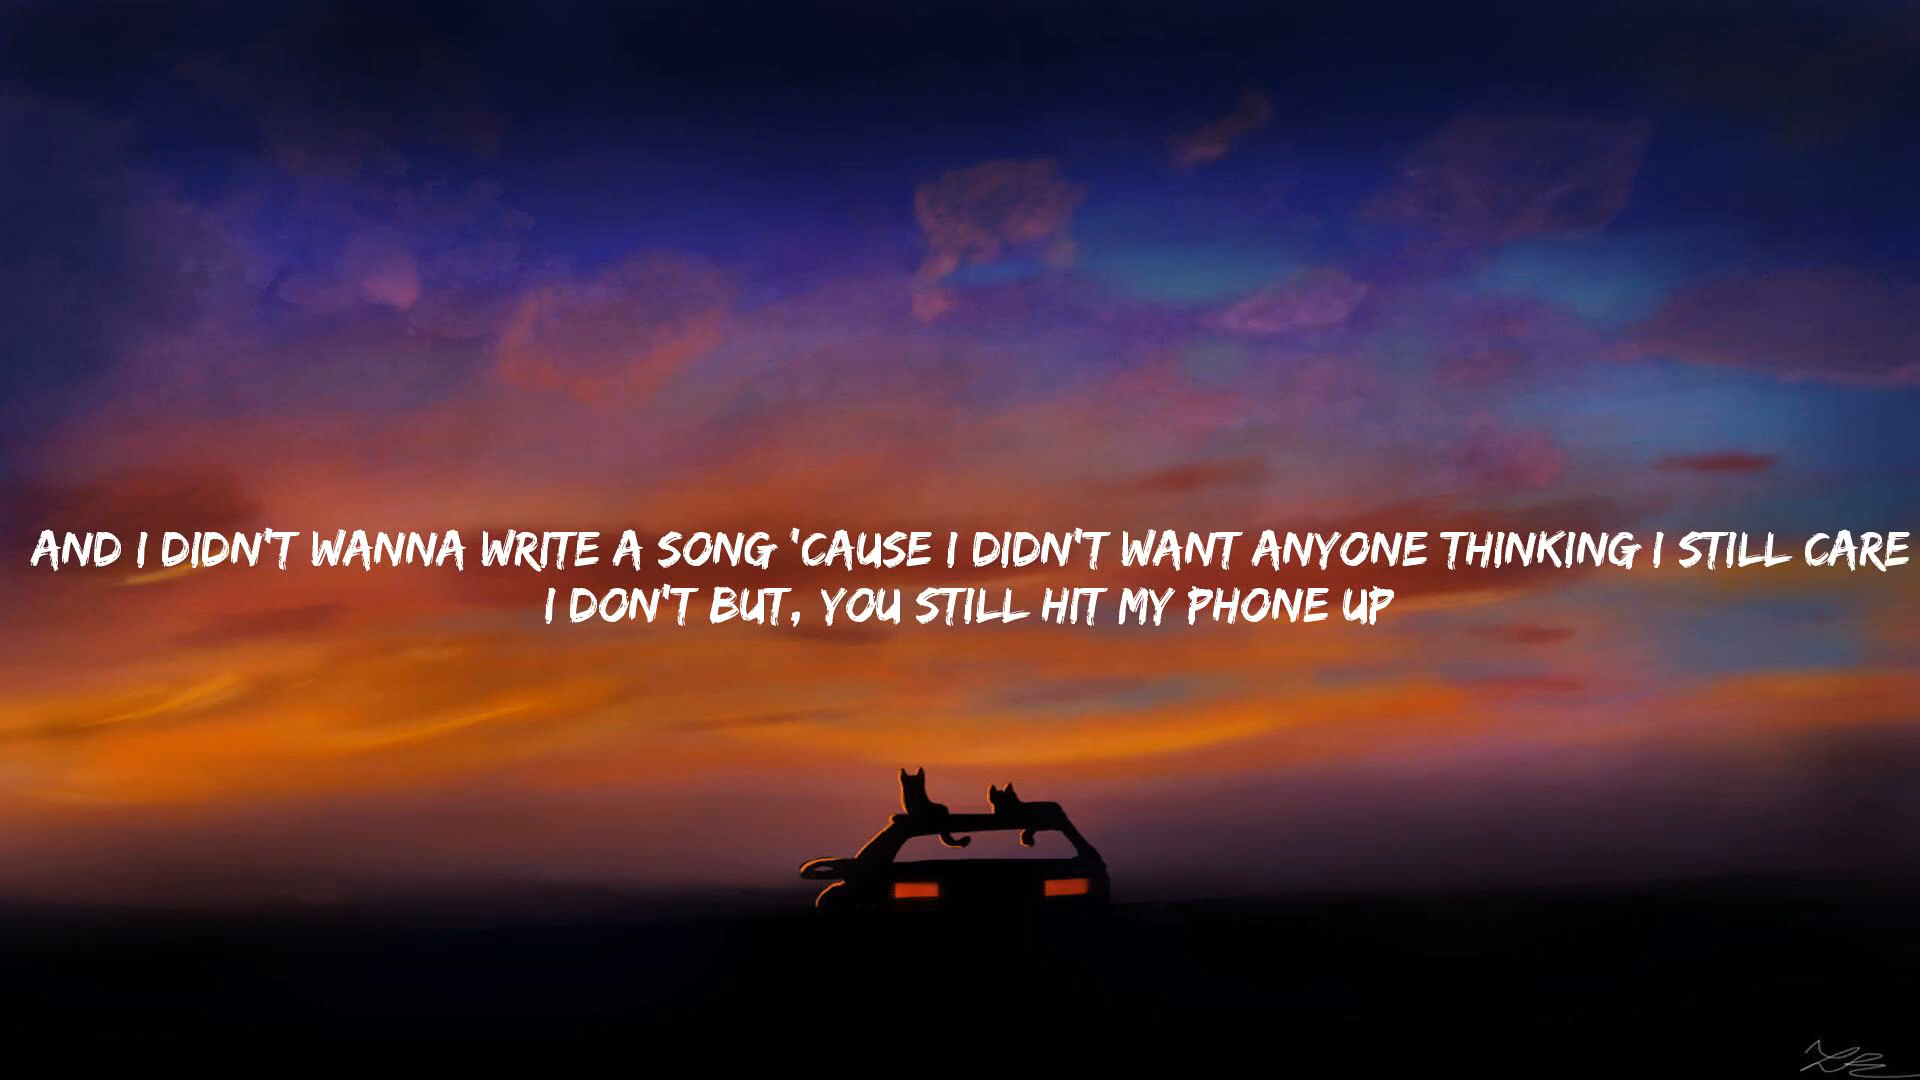 AND I DIDN'T WANNA WRITE A SONG 'CAUSE I DIDN'T WANT ANYONE THINKING I STILL CARE
I DON'T BUT, YOU STILL HIT MY PHONE UP